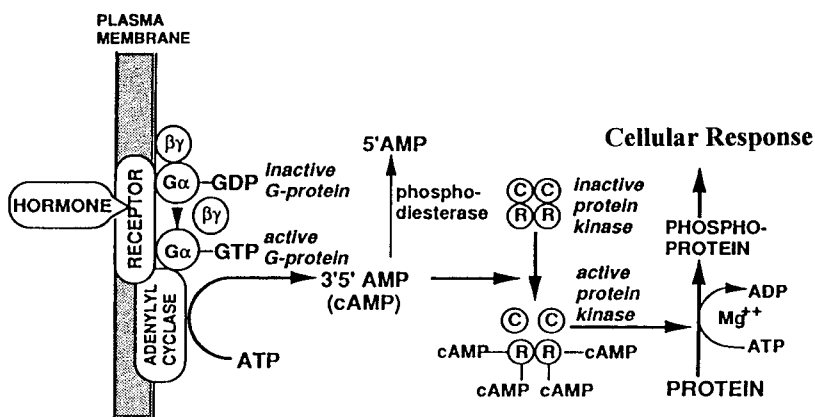 PLASMA
MEMBRANE
HORMONE
RECEPTOR
βγ
Gα
GDP
inactive
G-protein
βγ
Gα
GTP
active
G-protein
ADENYLYL
CYCLASE
ATP
3'5' AMP
(cAMP)
5'AMP
phospho-
diesterase
C C
R R
inactive
protein
kinase
C C
R R
cAMP
cAMP
cAMP cAMP
active
protein
kinase
Cellular Response
PHOSPHO-
PROTEIN
ADP
Mg++
ATP
PROTEIN